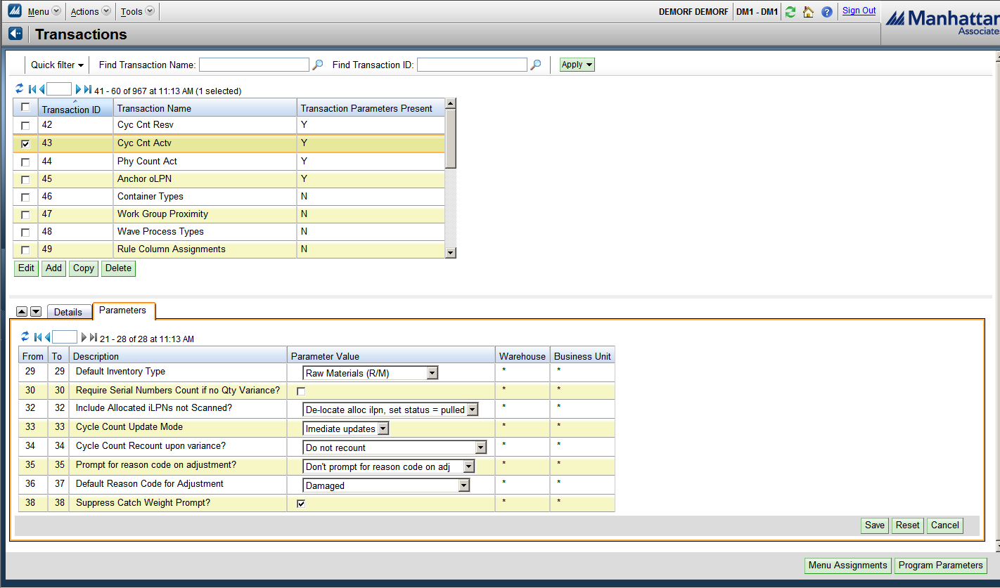 Menu Actions Tools DEMORF DEMORF DM1 - DM1 Sign Out
Manhattan
Associates
Transactions
Quick filter Find Transaction Name: Find Transaction ID: Apply
41 - 60 of 967 at 11:13 AM (1 selected)
Transaction ID Transaction Name Transaction Parameters Present
42 Cyc Cnt Resv Y
43 Cyc Cnt Actv Y
44 Phy Count Act Y
45 Anchor oLPN Y
46 Container Types N
47 Work Group Proximity N
48 Wave Process Types N
49 Rule Column Assignments N
Edit Add Copy Delete
Details Parameters
21 - 28 of 28 at 11:13 AM
From To Description Parameter Value Warehouse Business Unit
29 29 Default Inventory Type Raw Materials (R/M) * *
30 30 Require Serial Numbers Count if no Qty Variance? * *
32 32 Include Allocated iLPNs not Scanned? De-locate alloc ilpn, set status = pulled * *
33 33 Cycle Count Update Mode Imediate updates * *
34 34 Cycle Count Recount upon variance? Do not recount * *
35 35 Prompt for reason code on adjustment? Don't prompt for reason code on adj * *
36 37 Default Reason Code for Adjustment Damaged * *
38 38 Suppress Catch Weight Prompt? * *
Save Reset Cancel
Menu Assignments Program Parameters